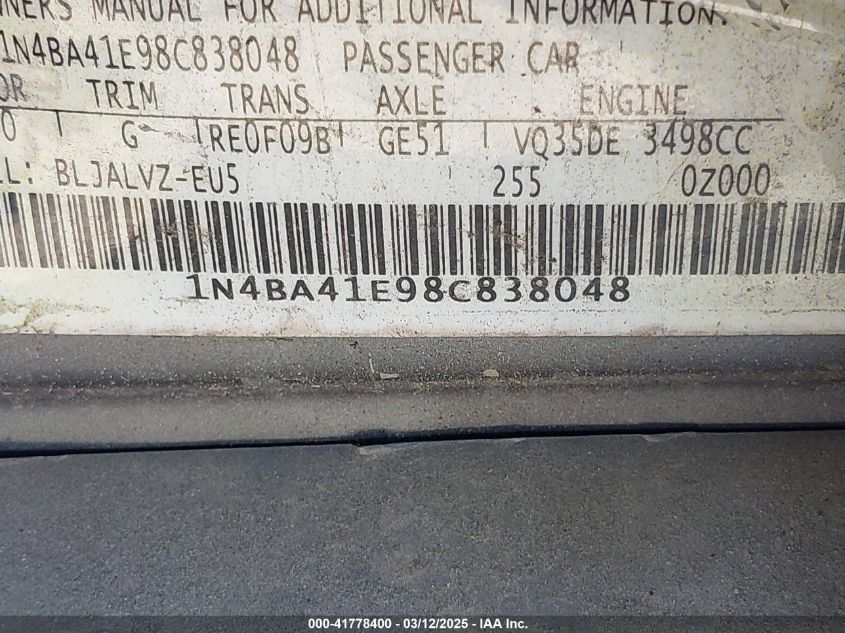 NERS MANUAL FOR ADDITIONAL INFORMATION.
1N4BA41E98C838048 PASSENGER CAR
OR TRIM TRANS AXLE ENGINE
0 G RE0F09B GE51 VQ35DE 3498CC
L: BLJALVZ-EU5 255 0Z000
1N4BA41E98C838048
000-41778400 - 03/12/2025 - IAA Inc.